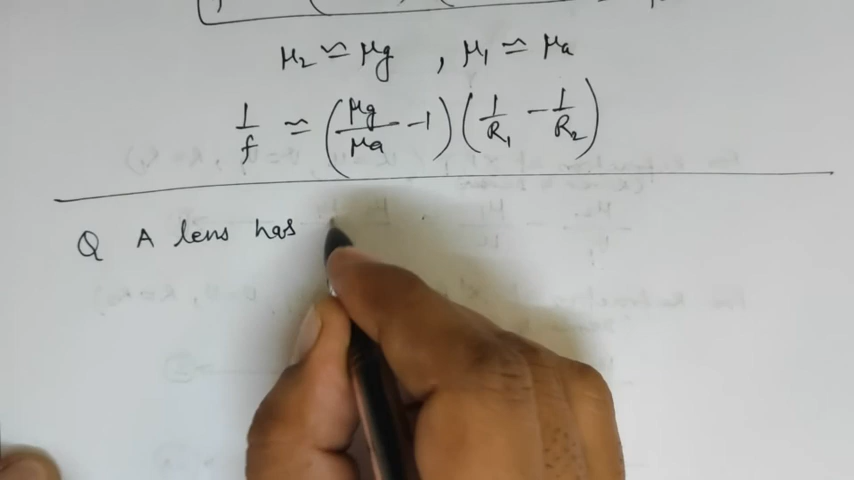 μ₂ ≃ μg , μ₁ ≃ μa
1/f ≃ (μg/μa - 1) (1/R₁ - 1/R₂)
Q A lens has